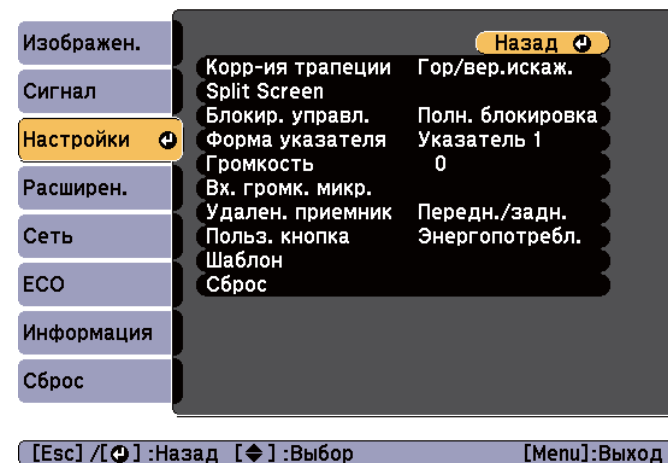 Изображен.
Сигнал
Настройки
Расширен.
Сеть
ECO
Информация
Сброс
Назад
Корр-ия трапеции Гор/вер.искаж.
Split Screen
Блокир. управл. Полн. блокировка
Форма указателя Указатель 1
Громкость 0
Вх. громк. микр.
Удален. приемник Передн./задн.
Польз. кнопка Энергопотребл.
Шаблон
Сброс
[Esc] /[⏎] :Назад [◆] :Выбор [Menu]:Выход